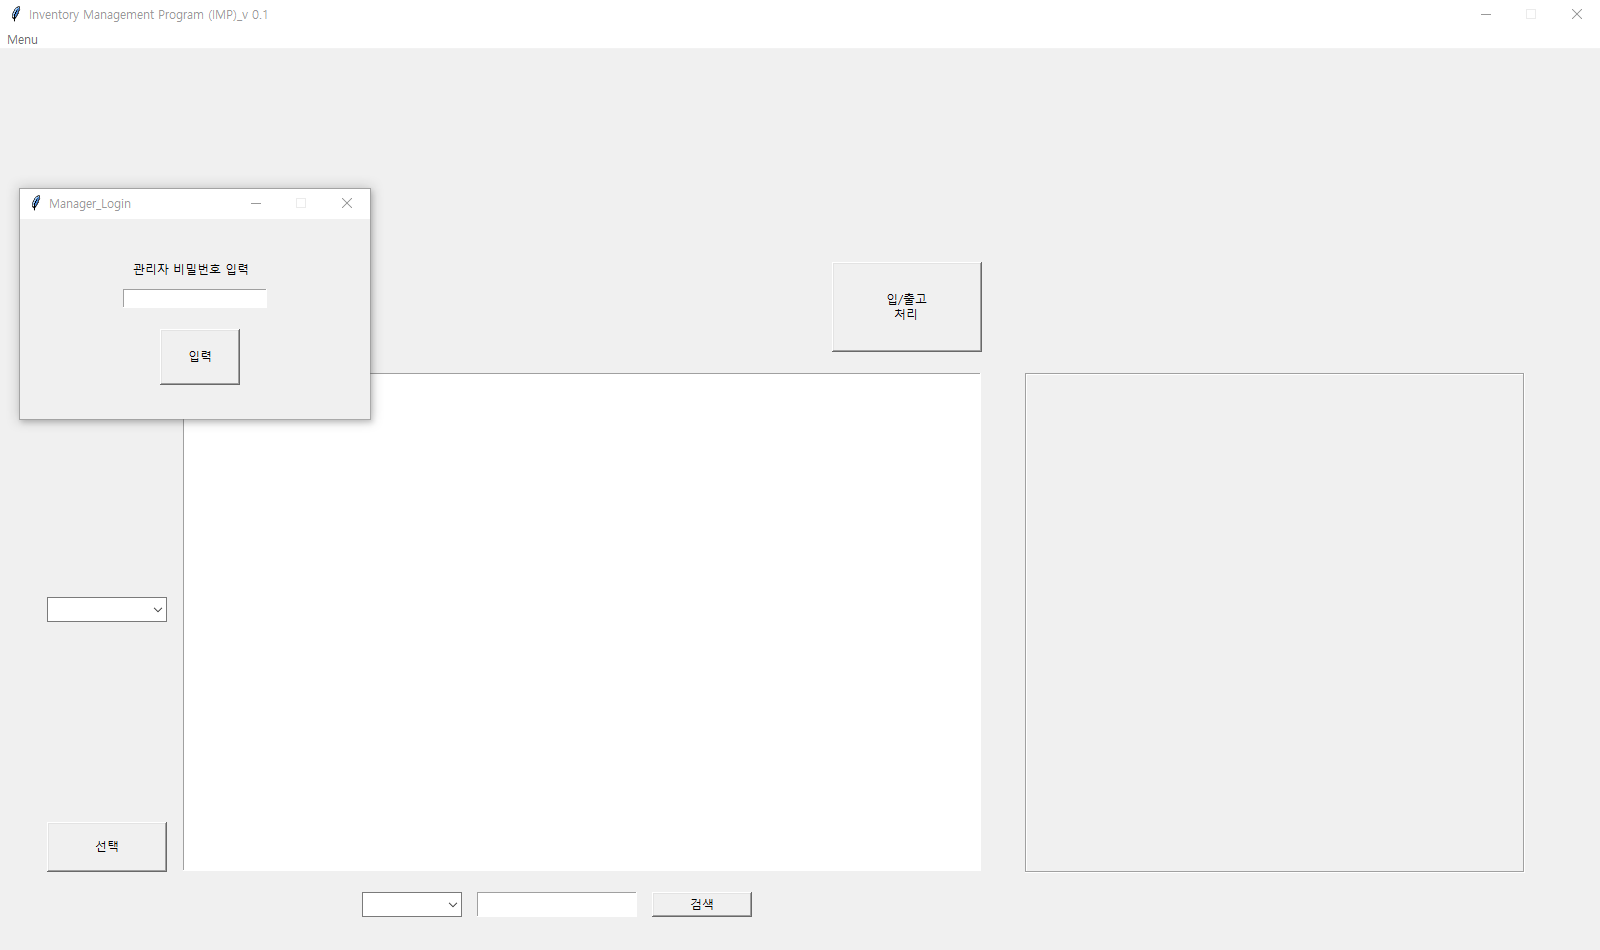 Inventory Management Program (IMP)_v 0.1
Menu
Manager_Login
관리자 비밀번호 입력
입력
입/출고
처리
선택
검색